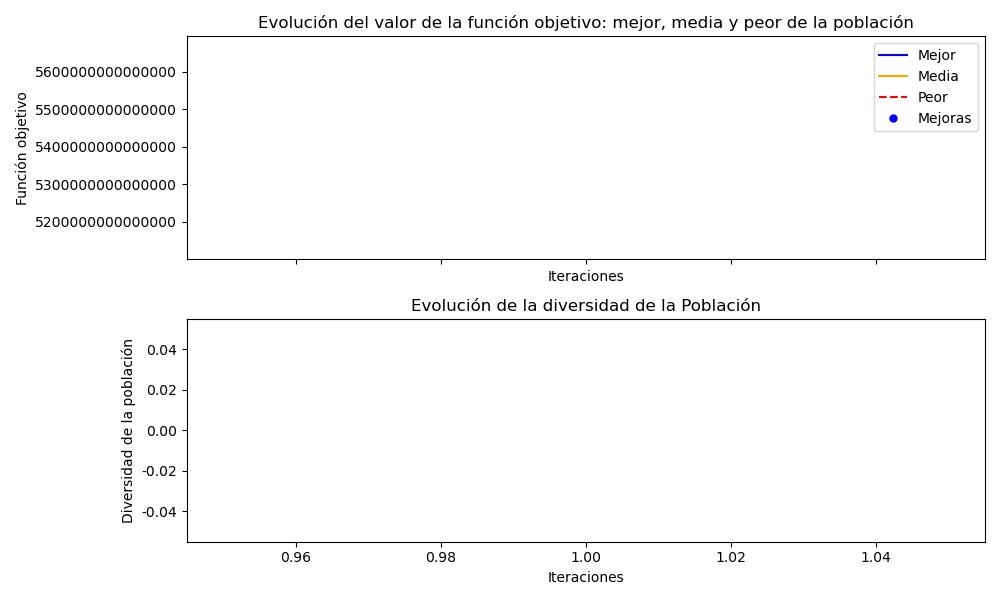 Evolución del valor de la función objetivo: mejor, media y peor de la población
Función objetivo
5600000000000000
5500000000000000
5400000000000000
5300000000000000
5200000000000000
Mejor
Media
Peor
Mejoras
Iteraciones
Evolución de la diversidad de la Población
Diversidad de la población
0.04
0.02
0.00
-0.02
-0.04
0.96
0.98
1.00
1.02
1.04
Iteraciones